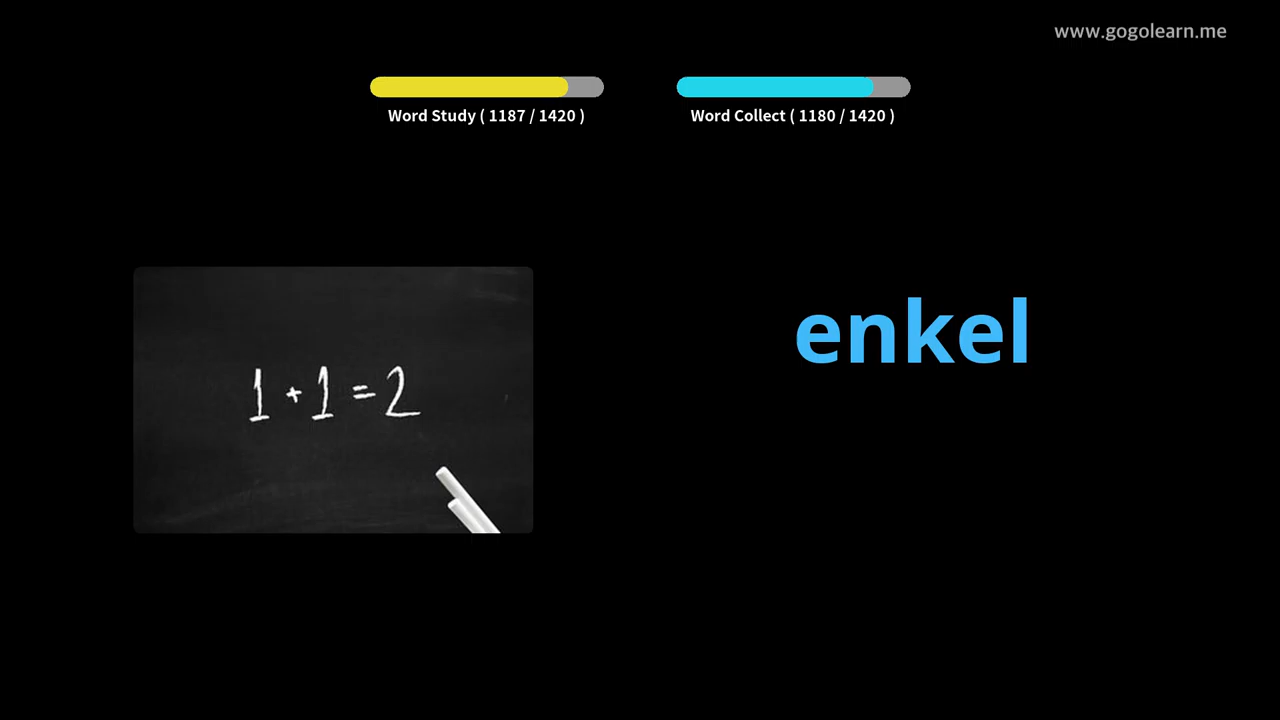 www.gogolearn.me
Word Study ( 1187 / 1420 )
Word Collect ( 1180 / 1420 )
enkel
1 + 1 = 2